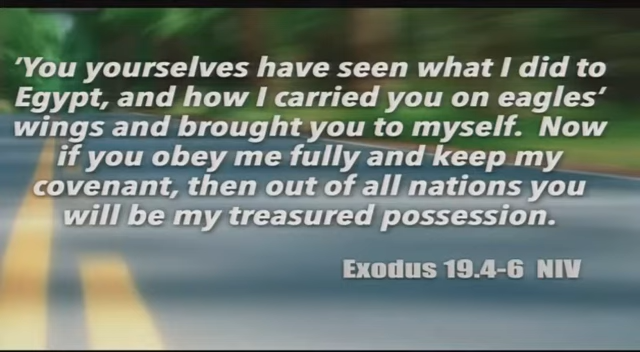 ‘You yourselves have seen what I did to
Egypt, and how I carried you on eagles’
wings and brought you to myself.  Now
if you obey me fully and keep my
covenant, then out of all nations you
will be my treasured possession.
Exodus 19.4-6  NIV